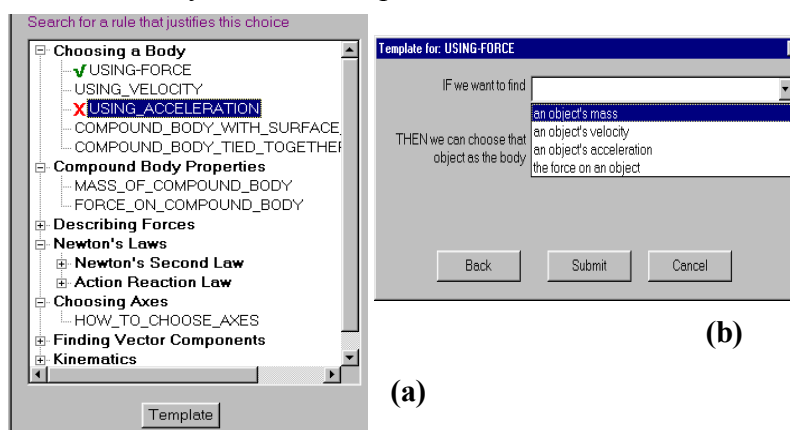 Search for a rule that justifies this choice
Choosing a Body
USING-FORCE
USING_VELOCITY
X USING_ACCELERATION
COMPOUND_BODY_WITH_SURFACE_
COMPOUND_BODY_TIED_TOGETHER
Compound Body Properties
MASS_OF_COMPOUND_BODY
FORCE_ON_COMPOUND_BODY
Describing Forces
Newton's Laws
Newton's Second Law
Action Reaction Law
Choosing Axes
HOW_TO_CHOOSE_AXES
Finding Vector Components
Kinematics
Template
(a)
Template for: USING-FORCE
IF we want to find
an object's mass
an object's velocity
an object's acceleration
the force on an object
THEN we can choose that
object as the body
Back
Submit
Cancel
(b)